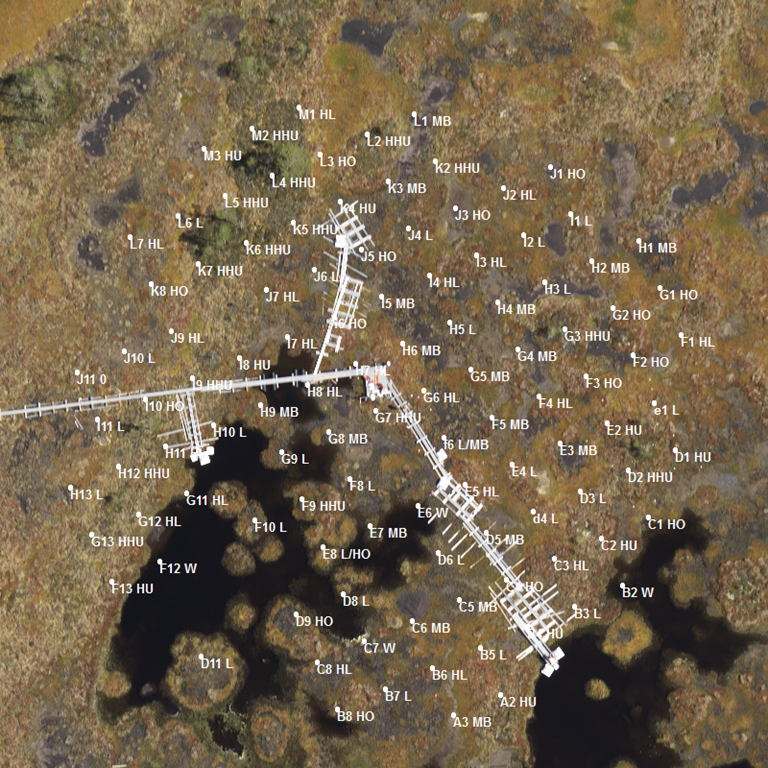 M1 HL
L1 MB
M2 HHU
L2 HHU
M3 HU
L3 HO
K2 HHU
J1 HO
L4 HHU
K3 MB
J2 HL
L5 HHU
J3 HO
L6 L
I1 L
K5 HHU
J4 L
I2 L
L7 HL
K6 HHU
H1 MB
J5 HO
I3 HL
H2 MB
K7 HHU
J6 L
I4 HL
H3 L
K8 HO
J7 HL
G1 HO
I5 MB
H4 MB
G2 HO
H5 L
G3 HHU
J9 HL
I7 HL
F1 HL
H6 MB
G4 MB
J10 L
F2 HO
I8 HU
H7 HL
G5 MB
J11 0
F3 HO
I9 HHU
H8 HL
G6 HL
F4 HL
I10 HO
H9 MB
e1 L
G7 HHU
F5 MB
I11 L
H10 L
E2 HU
G8 MB
i6 L/MB
E3 MB
G9 L
D1 HU
H12 HHU
E4 L
D2 HHU
F8 L
E5 HL
H13 L
G11 HL
D3 L
F9 HHU
E6 W
d4 L
G12 HL
C1 HO
F10 L
E7 MB
G13 HHU
D5 MB
C2 HU
E8 L/HO
D6 L
C3 HL
F12 W
F13 HU
B2 W
D8 L
C5 MB
B3 L
D9 HO
C6 MB
C7 W
B5 L
D11 L
C8 HL
B6 HL
B7 L
A2 HU
B8 HO
A3 MB